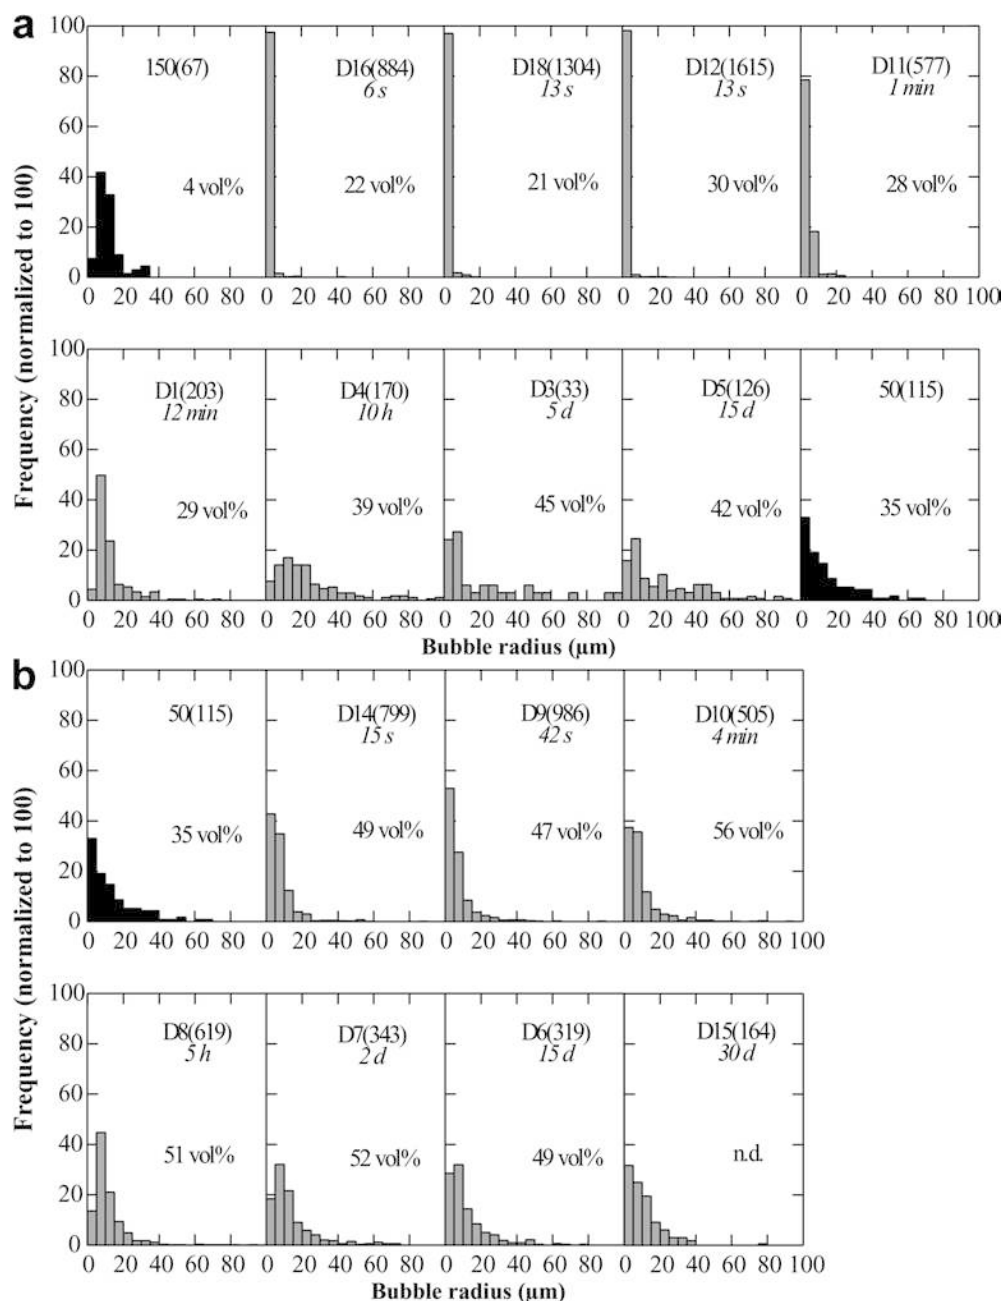 a
Frequency (normalized to 100)
100
80
60
40
20
0
150(67)
4 vol%
D16(884)
6 s
22 vol%
D18(1304)
13 s
21 vol%
D12(1615)
13 s
30 vol%
D11(577)
1 min
28 vol%
0 20 40 60 80 0 20 40 60 80 0 20 40 60 80 0 20 40 60 80 0 20 40 60 80 100
100
80
60
40
20
0
D1(203)
12 min
29 vol%
D4(170)
10 h
39 vol%
D3(33)
5 d
45 vol%
D5(126)
15 d
42 vol%
50(115)
35 vol%
0 20 40 60 80 0 20 40 60 80 0 20 40 60 80 0 20 40 60 80 0 20 40 60 80 100
Bubble radius (µm)
b
Frequency (normalized to 100)
100
80
60
40
20
0
50(115)
35 vol%
D14(799)
15 s
49 vol%
D9(986)
42 s
47 vol%
D10(505)
4 min
56 vol%
0 20 40 60 80 0 20 40 60 80 0 20 40 60 80 0 20 40 60 80 100
100
80
60
40
20
0
D8(619)
5 h
51 vol%
D7(343)
2 d
52 vol%
D6(319)
15 d
49 vol%
D15(164)
30 d
n.d.
0 20 40 60 80 0 20 40 60 80 0 20 40 60 80 0 20 40 60 80 100
Bubble radius (µm)